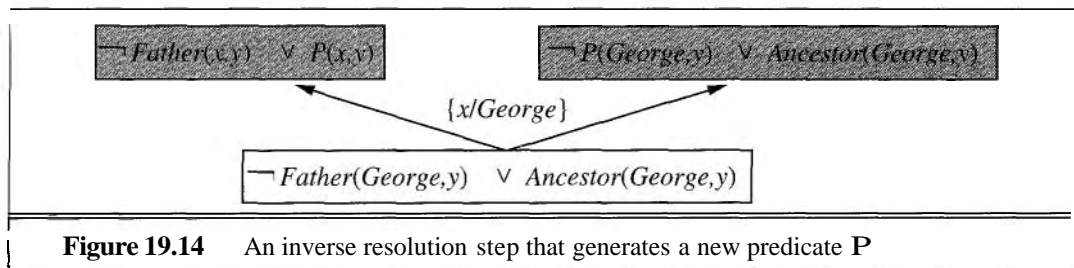 ¬ Father(x,y) ∨ P(x,y)
¬ P(George,y) ∨ Ancestor(George,y)
{x/George}
¬ Father(George,y) ∨ Ancestor(George,y)
Figure 19.14 An inverse resolution step that generates a new predicate P